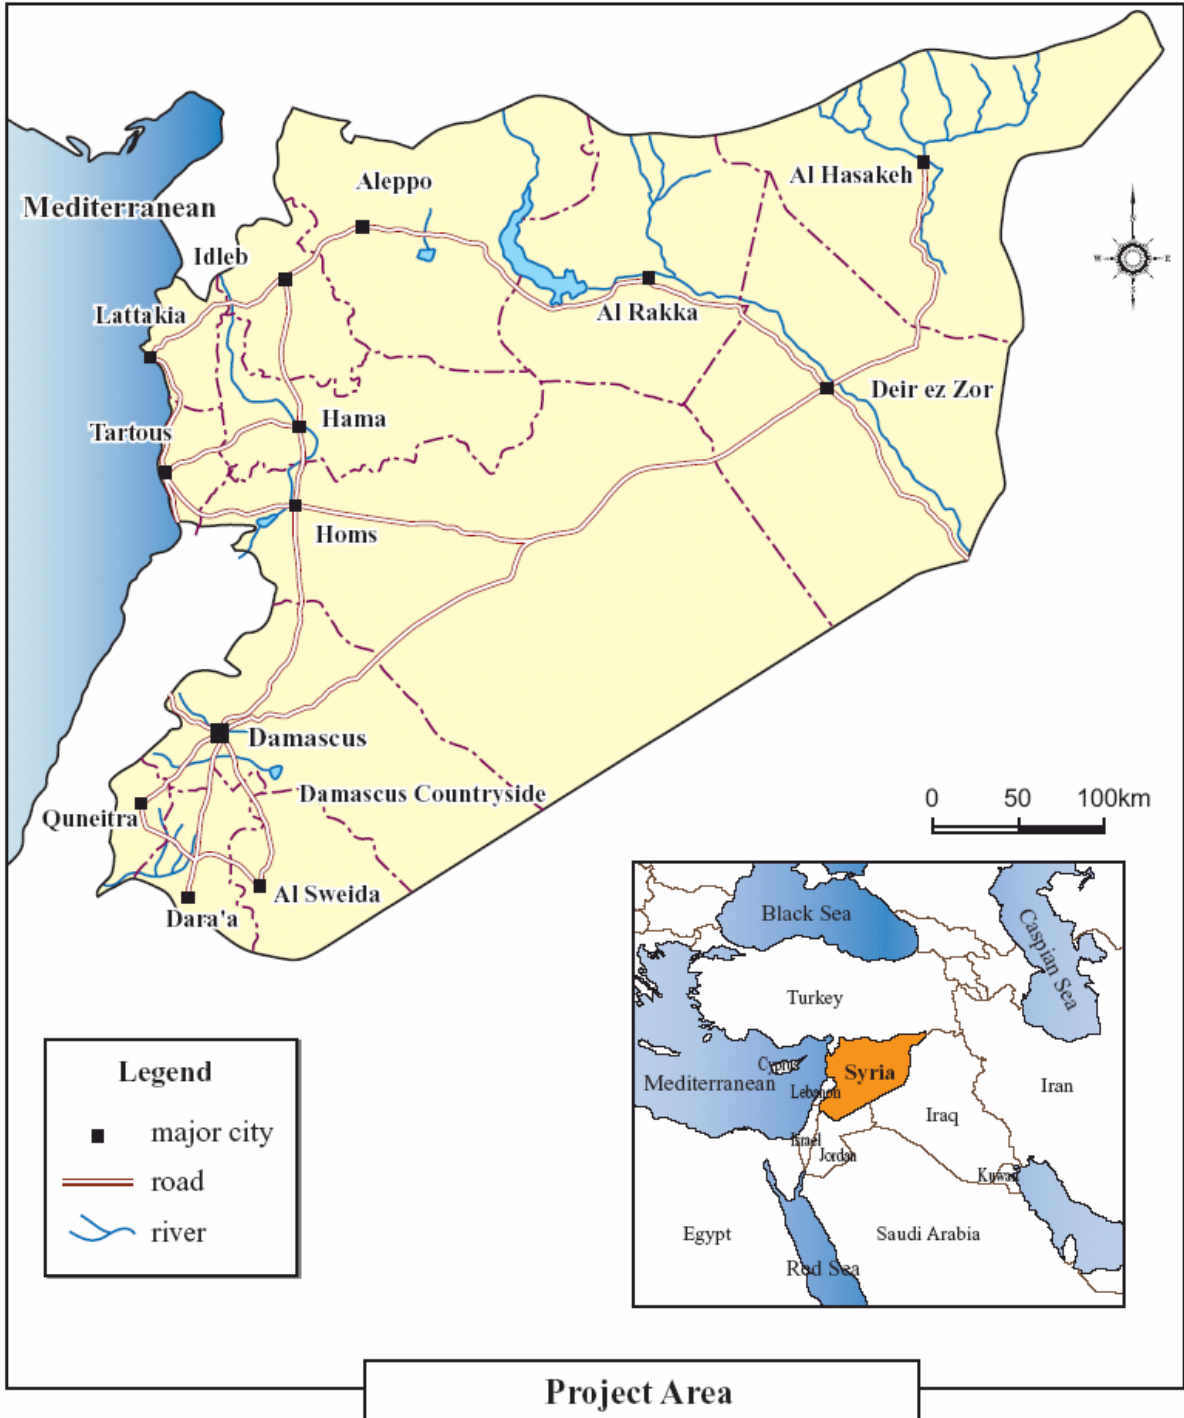 Aleppo
Al Hasakeh
Mediterranean
Idleb
N
W
E
S
Lattakia
Al Rakka
Deir ez Zor
Hama
Tartous
Homs
Damascus
Damascus Countryside
Quneitra
Al Sweida
Dara'a
0 50 100km
Black Sea
Caspian Sea
Turkey
Cyprus
Syria
Mediterranean
Lebanon
Iran
Iraq
Israel
Jordan
Kuwait
Egypt
Saudi Arabia
Red Sea
Legend
major city
road
river
Project Area